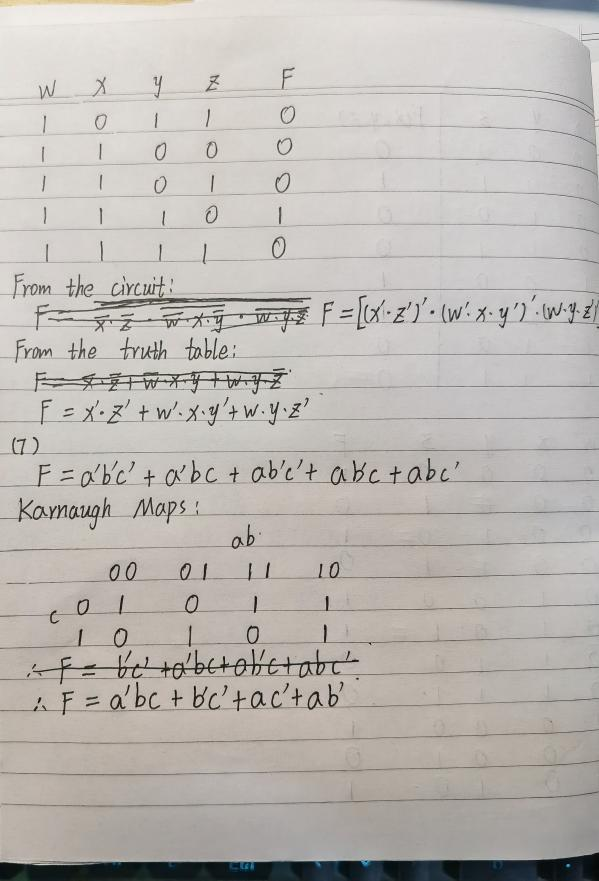 W X y z F
1 0 1 1 0
1 1 0 0 0
1 1 0 1 0
1 1 1 0 1
1 1 1 1 0
From the circuit:
F = x̅·z̅ · w̅·x·y̅ · w·y·z̅ F = [(x'·z')'·(w'·x·y')'·(w·y·z')'
From the truth table:
F = x̅·z̅ + w̅·x·y̅ + w·y·z̅
F = x'·z' + w'·x·y' + w·y·z'
(7)
F = a'b'c' + a'bc + ab'c' + ab'c + abc'
Karnaugh Maps:
ab
00 01 11 10
c 0 1 0 1 1
1 0 1 0 1
∴ F = b'c' + a'bc + ab'c + abc'
∴ F = a'bc + b'c' + ac' + ab'